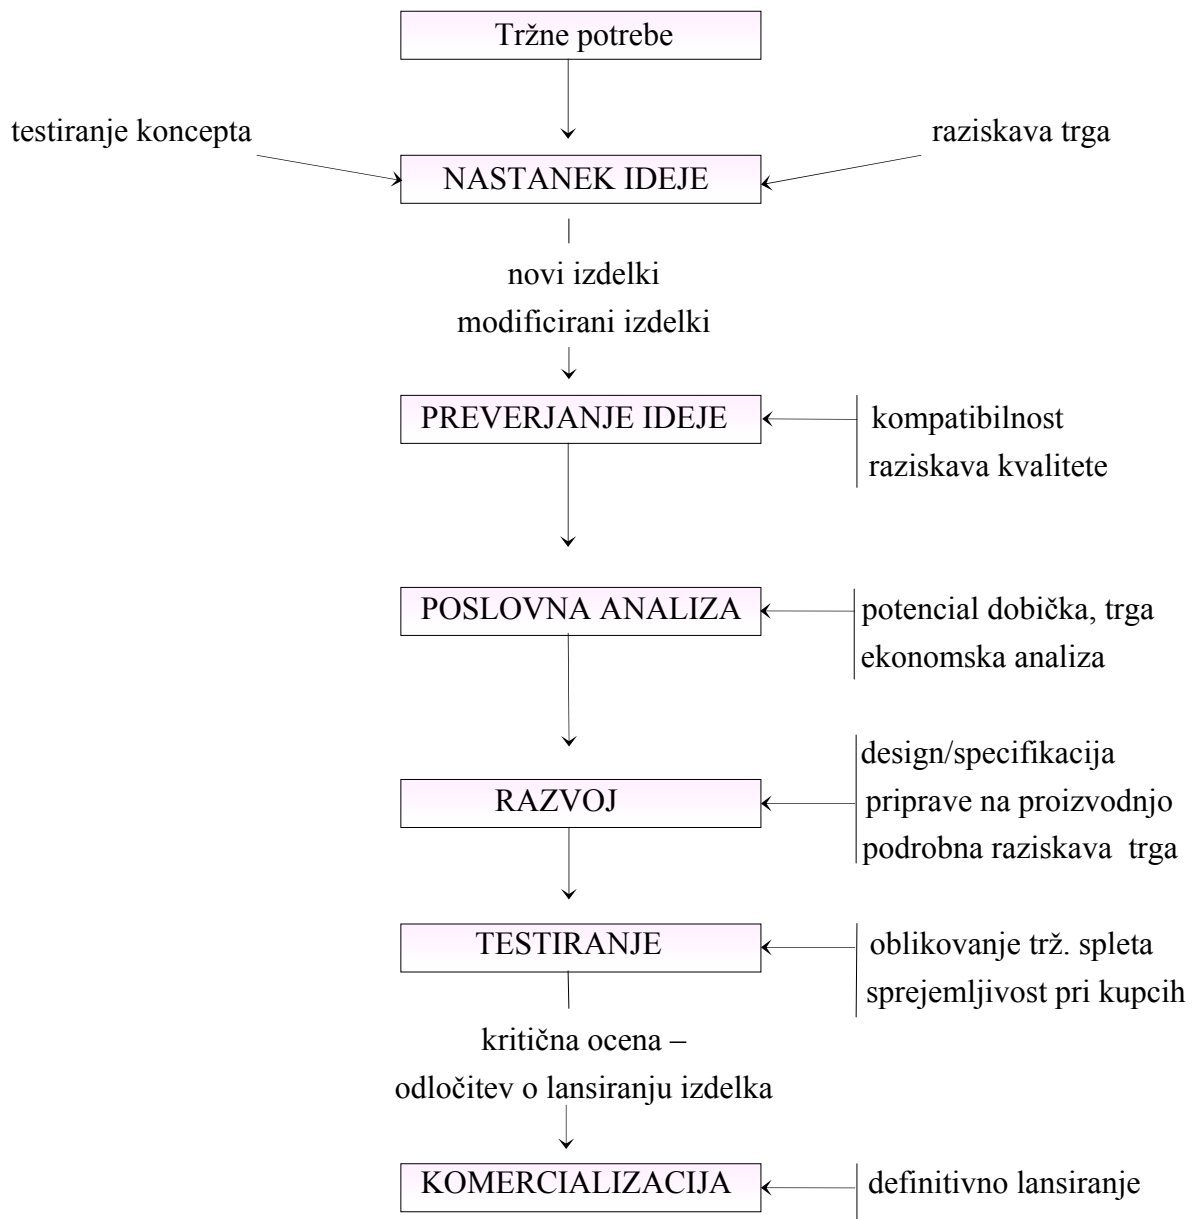 Tržne potrebe
testiranje koncepta
raziskava trga
NASTANEK IDEJE
novi izdelki
modificirani izdelki
PREVERJANJE IDEJE
kompatibilnost
raziskava kvalitete
POSLOVNA ANALIZA
potencial dobička, trga
ekonomska analiza
design/specifikacija
RAZVOJ
priprave na proizvodnjo
podrobna raziskava trga
TESTIRANJE
oblikovanje trž. spleta
sprejemljivost pri kupcih
kritična ocena –
odločitev o lansiranju izdelka
KOMERCIALIZACIJA
definitivno lansiranje